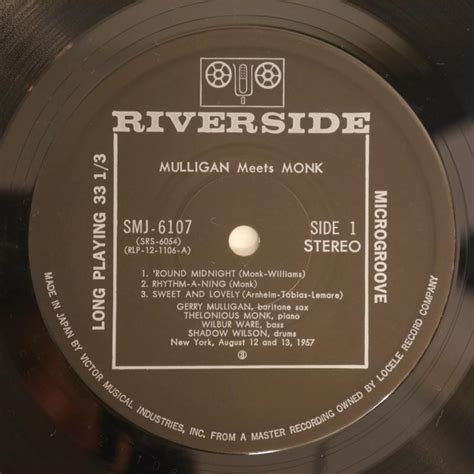 RIVERSIDE
MULLIGAN Meets MONK
LONG PLAYING 33 1/3
MICROGROOVE
SMJ-6107
(SRS-6054)
(RLP-12-1106-A)
SIDE 1
STEREO
1. 'ROUND MIDNIGHT (Monk-Williams)
2. RHYTHM-A-NING (Monk)
3. SWEET AND LOVELY (Arnheim-Tobias-Lemare)
GERRY MULLIGAN, baritone sax
THELONIOUS MONK, piano
WILBUR WARE, bass
SHADOW WILSON, drums
New York, August 12 and 13, 1957
MADE IN JAPAN BY VICTOR MUSICAL INDUSTRIES, INC. FROM A MASTER RECORDING OWNED BY LOCELE RECORD COMPANY